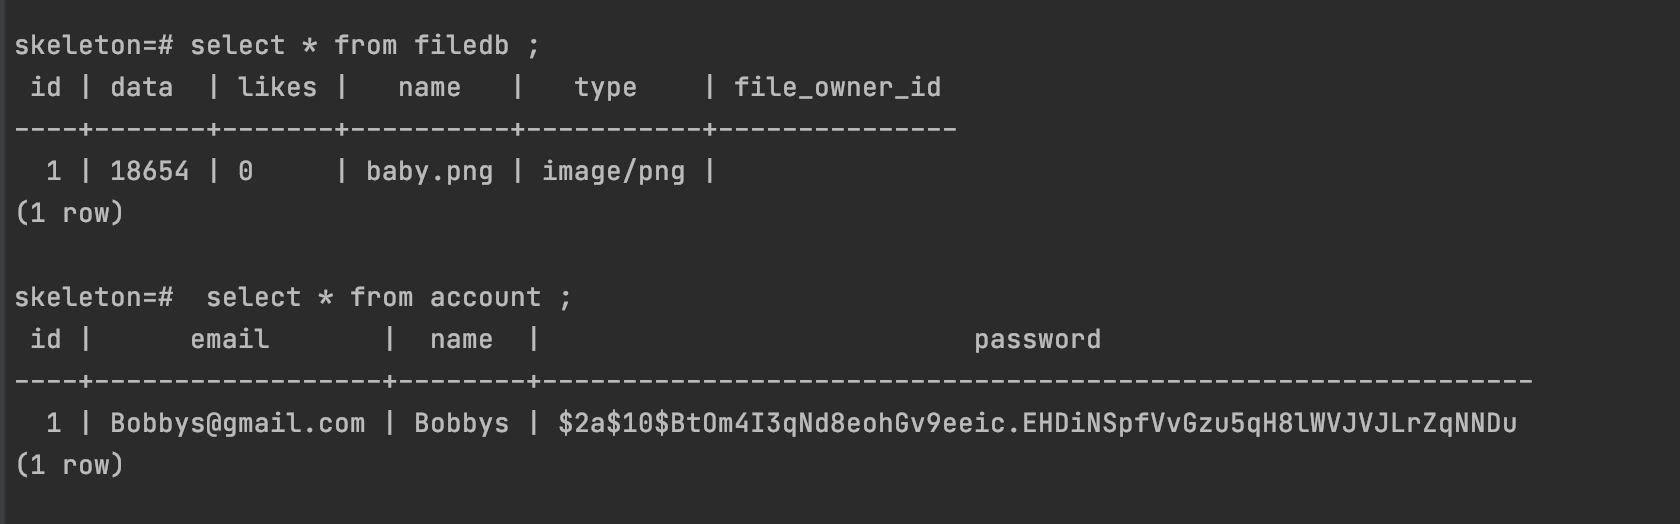 skeleton=# select * from filedb ;
 id | data  | likes |   name   |   type    | file_owner_id
----+-------+-------+----------+-----------+---------------
  1 | 18654 | 0     | baby.png | image/png |
(1 row)
skeleton=#  select * from account ;
 id |      email       |  name  |                           password
----+------------------+--------+--------------------------------------------------------------
  1 | Bobbys@gmail.com | Bobbys | $2a$10$BtOm4I3qNd8eohGv9eeic.EHDiNSpfVvGzu5qH8lWVJVJLrZqNNDu
(1 row)